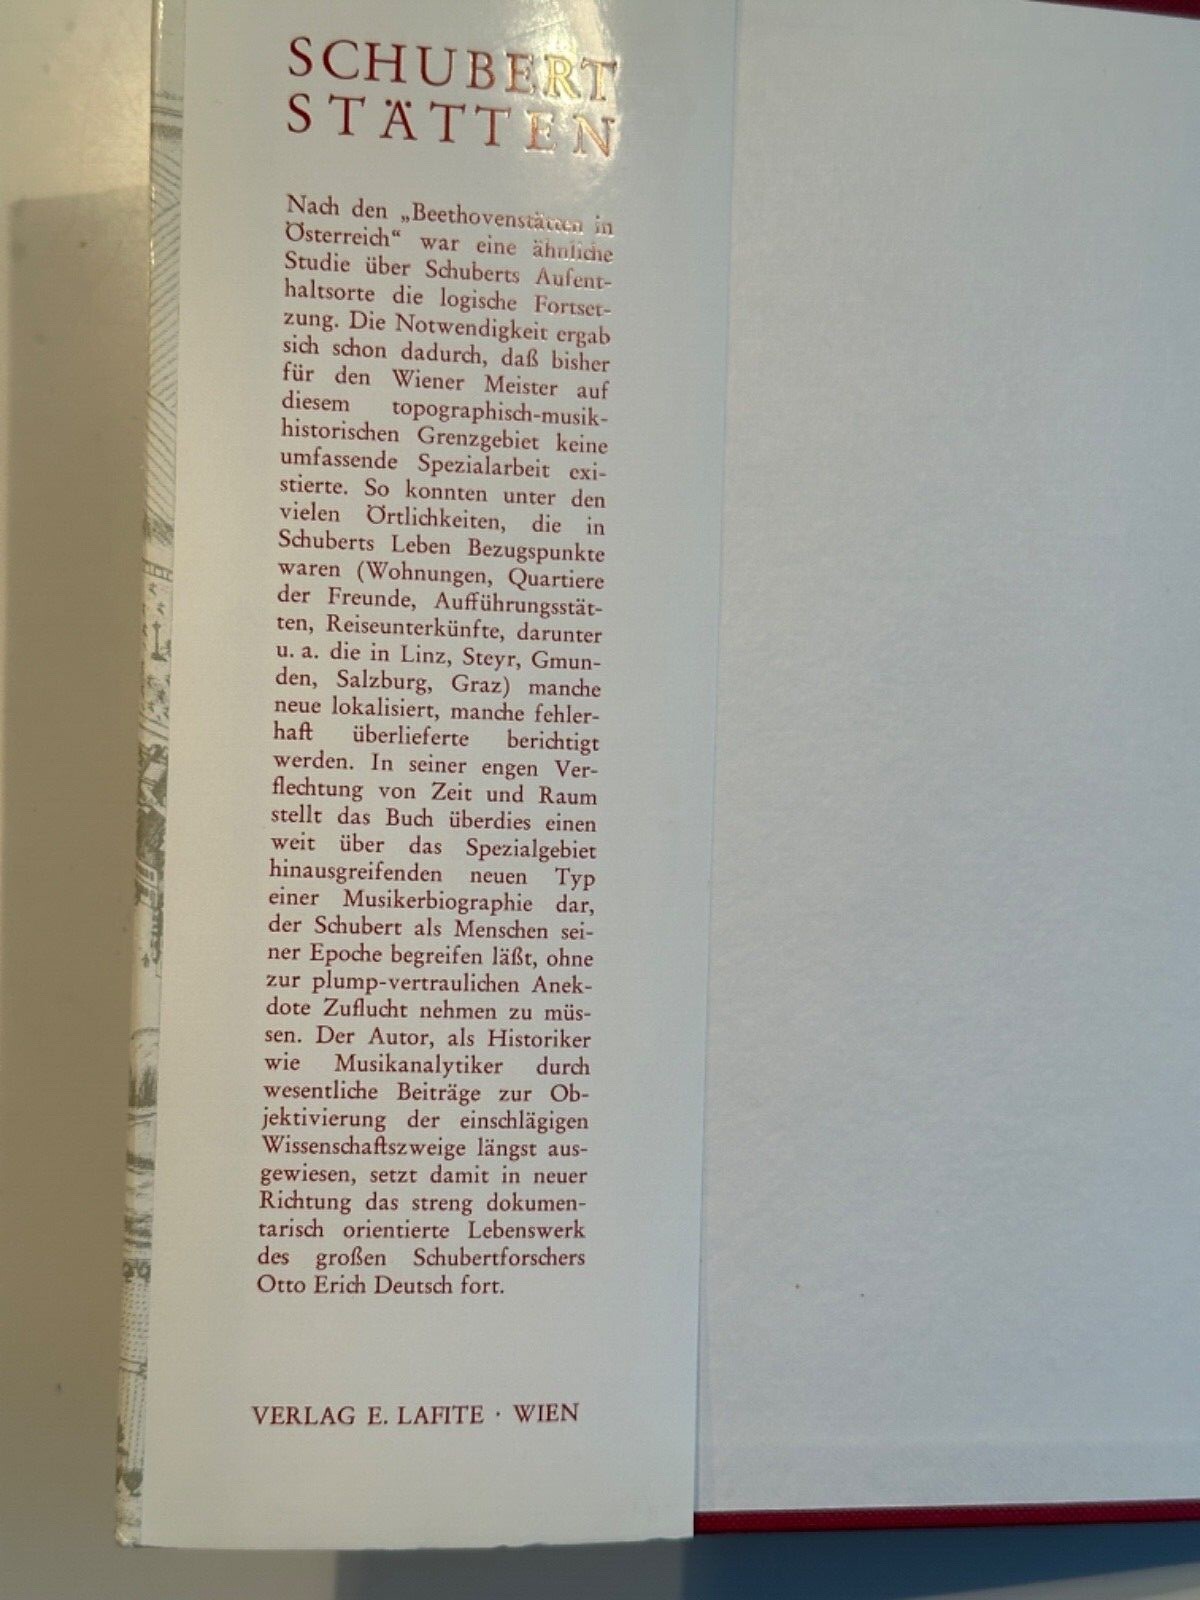 SCHUBERT
STÄTTEN
Nach den „Beethovenstätten in
Österreich“ war eine ähnliche
Studie über Schuberts Aufent-
haltsorte die logische Fortset-
zung. Die Notwendigkeit ergab
sich schon dadurch, daß bisher
für den Wiener Meister auf
diesem topographisch-musik-
historischen Grenzgebiet keine
umfassende Spezialarbeit exi-
stierte. So konnten unter den
vielen Örtlichkeiten, die in
Schuberts Leben Bezugspunkte
waren (Wohnungen, Quartiere
der Freunde, Aufführungsstät-
ten, Reiseunterkünfte, darunter
u. a. die in Linz, Steyr, Gmun-
den, Salzburg, Graz) manche
neue lokalisiert, manche fehler-
haft überlieferte berichtigt
werden. In seiner engen Ver-
flechtung von Zeit und Raum
stellt das Buch überdies einen
weit über das Spezialgebiet
hinausgreifenden neuen Typ
einer Musikerbiographie dar,
der Schubert als Menschen sei-
ner Epoche begreifen läßt, ohne
zur plump-vertraulichen Anek-
dote Zuflucht nehmen zu müs-
sen. Der Autor, als Historiker
wie Musikanalytiker durch
wesentliche Beiträge zur Ob-
jektivierung der einschlägigen
Wissenschaftszweige längst aus-
gewiesen, setzt damit in neuer
Richtung das streng dokumen-
tarisch orientierte Lebenswerk
des großen Schubertforschers
Otto Erich Deutsch fort.
VERLAG E. LAFITE · WIEN